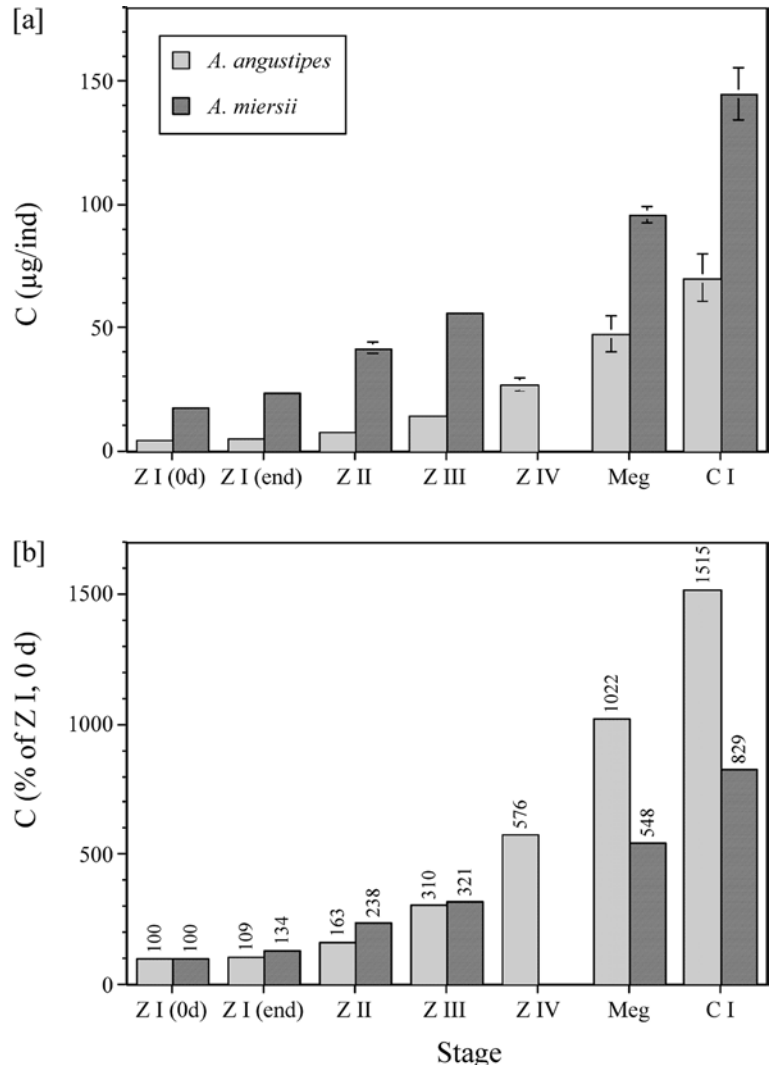 [a]
A. angustipes
A. miersii
C (µg/ind)
150
100
50
0
Z I (0d) Z I (end) Z II Z III Z IV Meg C I
[b]
C (% of Z I, 0 d)
1500
1000
500
0
100 100 109 134 163 238 310 321 576 1022 548 1515 829
Z I (0d) Z I (end) Z II Z III Z IV Meg C I
Stage